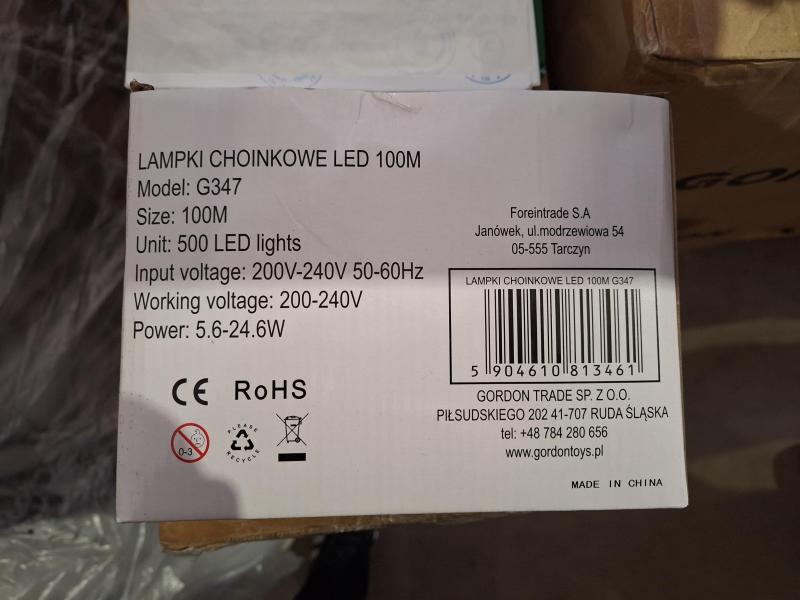 LAMPKI CHOINKOWE LED 100M
Model: G347
Size: 100M
Unit: 500 LED lights
Input voltage: 200V-240V 50-60Hz
Working voltage: 200-240V
Power: 5.6-24.6W
CE RoHS
0-3
PLEASE
RECYCLE
Foreintrade S.A
Janówek, ul.modrzewiowa 54
05-555 Tarczyn
LAMPKI CHOINKOWE LED 100M G347
5 904610 813461
GORDON TRADE SP. Z O.O.
PIŁSUDSKIEGO 202 41-707 RUDA ŚLĄSKA
tel: +48 784 280 656
www.gordontoys.pl
MADE IN CHINA